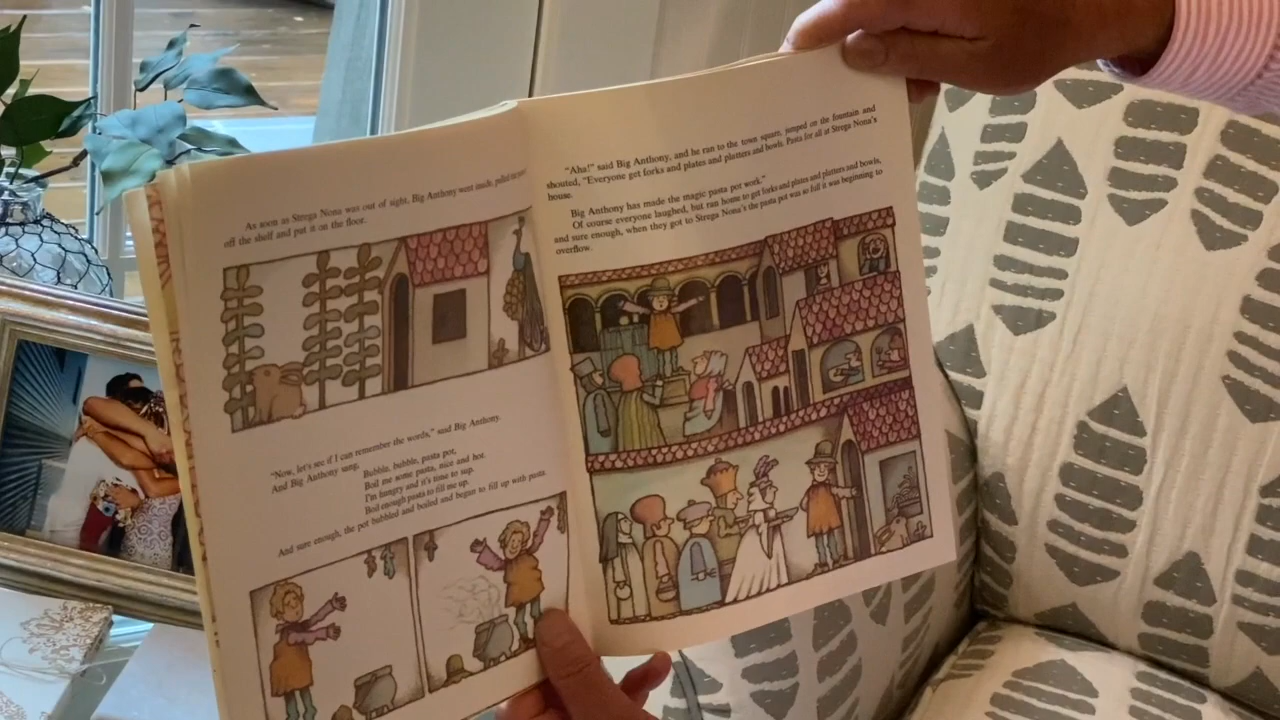 As soon as Strega Nona was out of sight, Big Anthony went inside, pulled the pot
off the shelf and put it on the floor.
"Now, let's see if I can remember the words," said Big Anthony.
And Big Anthony sang,
Bubble, bubble, pasta pot,
Boil me some pasta, nice and hot.
I'm hungry and it's time to sup.
Boil enough pasta to fill me up.
And sure enough, the pot bubbled and boiled and began to fill up with pasta.
"Aha!" said Big Anthony, and he ran to the town square, jumped on the fountain and
shouted, "Everyone get forks and plates and platters and bowls. Pasta for all at Strega Nona's
house.
Big Anthony has made the magic pasta pot work."
Of course everyone laughed, but ran home to get forks and plates and platters and bowls,
and sure enough, when they got to Strega Nona's the pasta pot was so full it was beginning to
overflow.